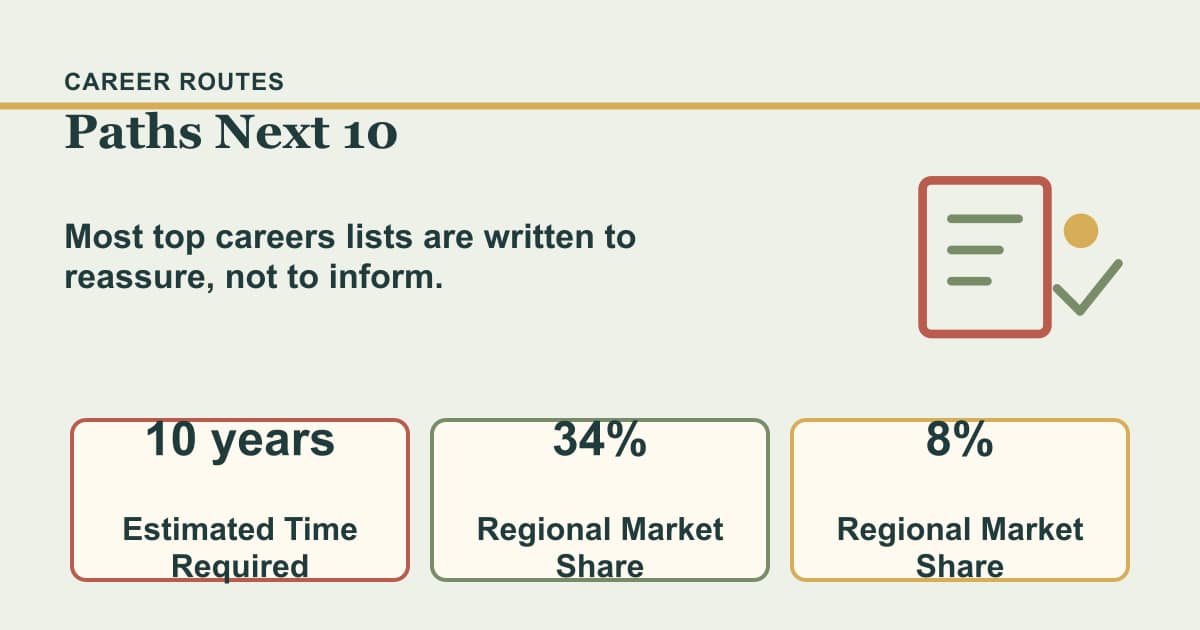 CAREER ROUTES
Paths Next 10
Most top careers lists are written to
reassure, not to inform.
10 years
Estimated Time
Required
34%
Regional Market
Share
8%
Regional Market
Share